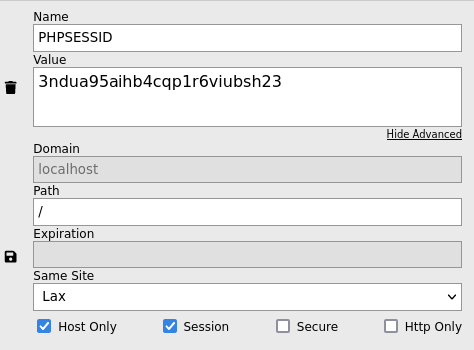 Name
PHPSESSID
Value
3ndua95aihb4cqp1r6viubsh23
Hide Advanced
Domain
localhost
Path
/
Expiration
Same Site
Lax
Host Only Session Secure Http Only